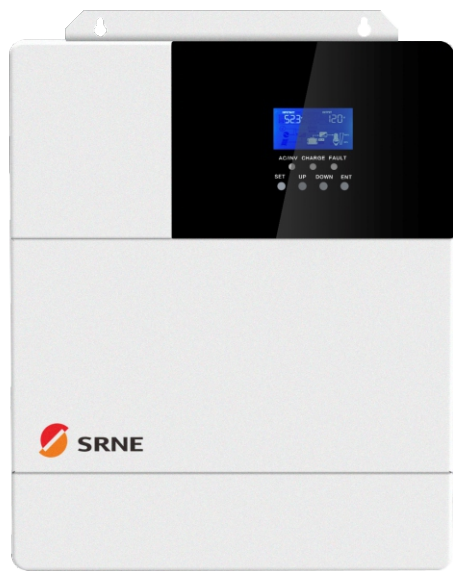 523
120
AC/INV CHARGE FAULT
SET UP DOWN ENT
SRNE